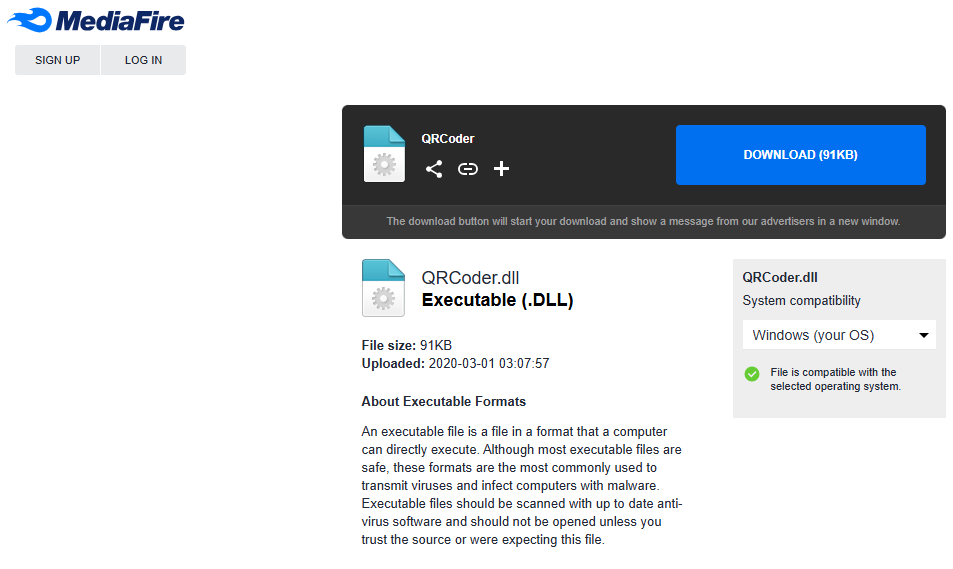 MediaFire
SIGN UP
LOG IN
QRCoder
DOWNLOAD (91KB)
The download button will start your download and show a message from our advertisers in a new window.
QRCoder.dll
Executable (.DLL)
File size: 91KB
Uploaded: 2020-03-01 03:07:57
About Executable Formats
An executable file is a file in a format that a computer
can directly execute. Although most executable files are
safe, these formats are the most commonly used to
transmit viruses and infect computers with malware.
Executable files should be scanned with up to date anti-
virus software and should not be opened unless you
trust the source or were expecting this file.
QRCoder.dll
System compatibility
Windows (your OS)
File is compatible with the
selected operating system.